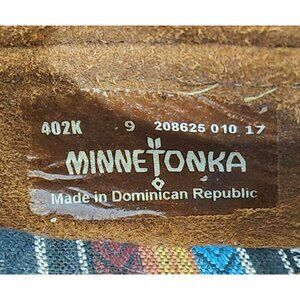 402K 9 208625 010 17
MINNETONKA
Made in Dominican Republic